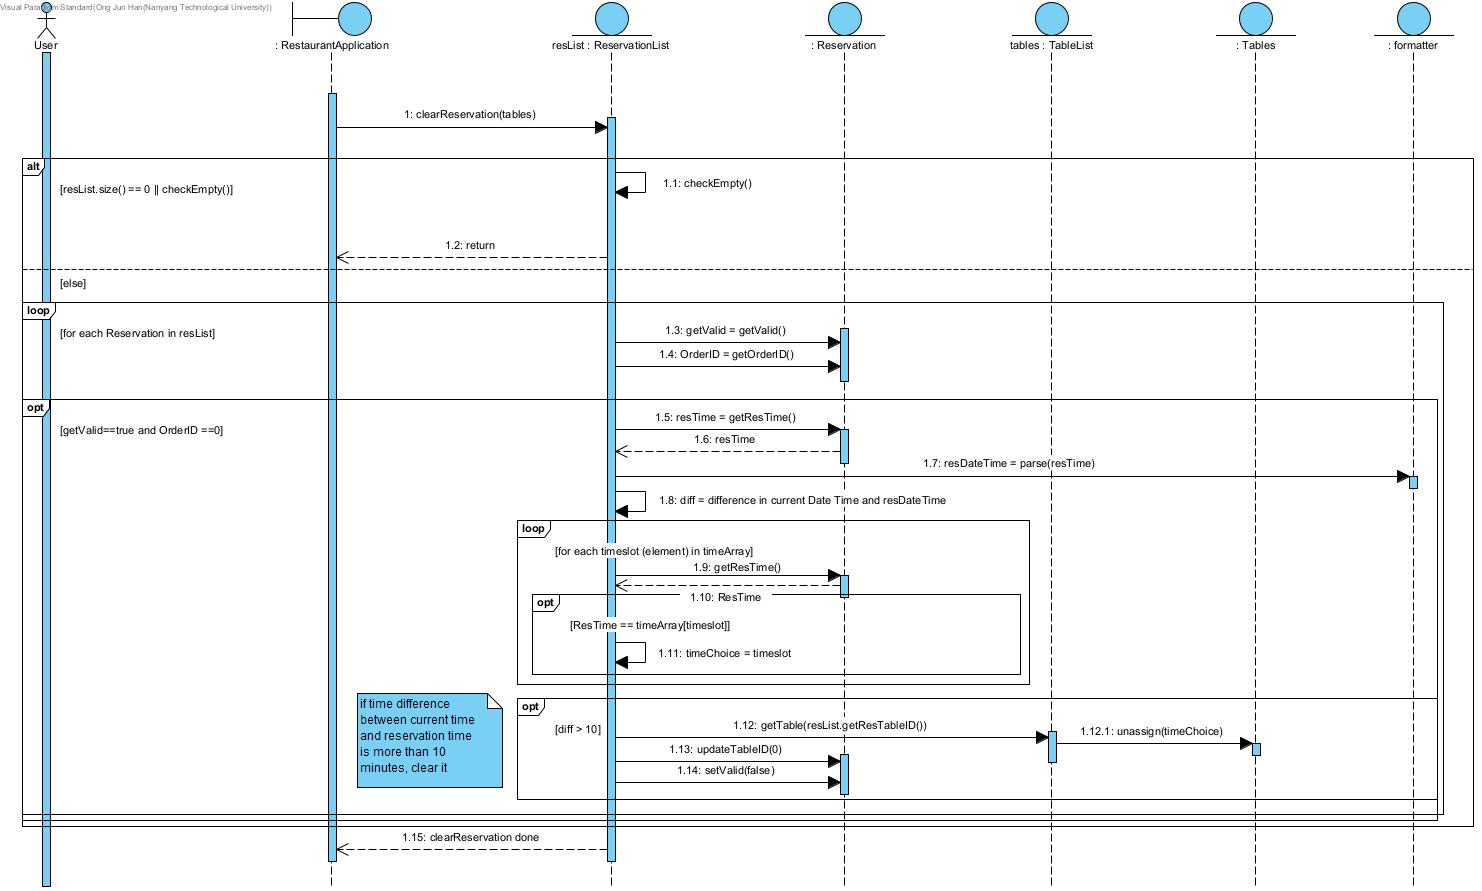 Visual Paradigm Standard(Ong Jun Han(Nanyang Technological University))
User
: RestaurantApplication
resList : ReservationList
: Reservation
tables : TableList
: Tables
: formatter
1: clearReservation(tables)
alt
[resList.size() == 0 || checkEmpty()]
1.1: checkEmpty()
1.2: return
[else]
loop
[for each Reservation in resList]
1.3: getValid = getValid()
1.4: OrderID = getOrderID()
opt
[getValid==true and OrderID ==0]
1.5: resTime = getResTime()
1.6: resTime
1.7: resDateTime = parse(resTime)
1.8: diff = difference in current Date Time and resDateTime
loop
[for each timeslot (element) in timeArray]
1.9: getResTime()
1.10: ResTime
opt
[ResTime == timeArray[timeslot]]
1.11: timeChoice = timeslot
if time difference
between current time
and reservation time
is more than 10
minutes, clear it
opt
[diff > 10]
1.12: getTable(resList.getResTableID())
1.12.1: unassign(timeChoice)
1.13: updateTableID(0)
1.14: setValid(false)
1.15: clearReservation done